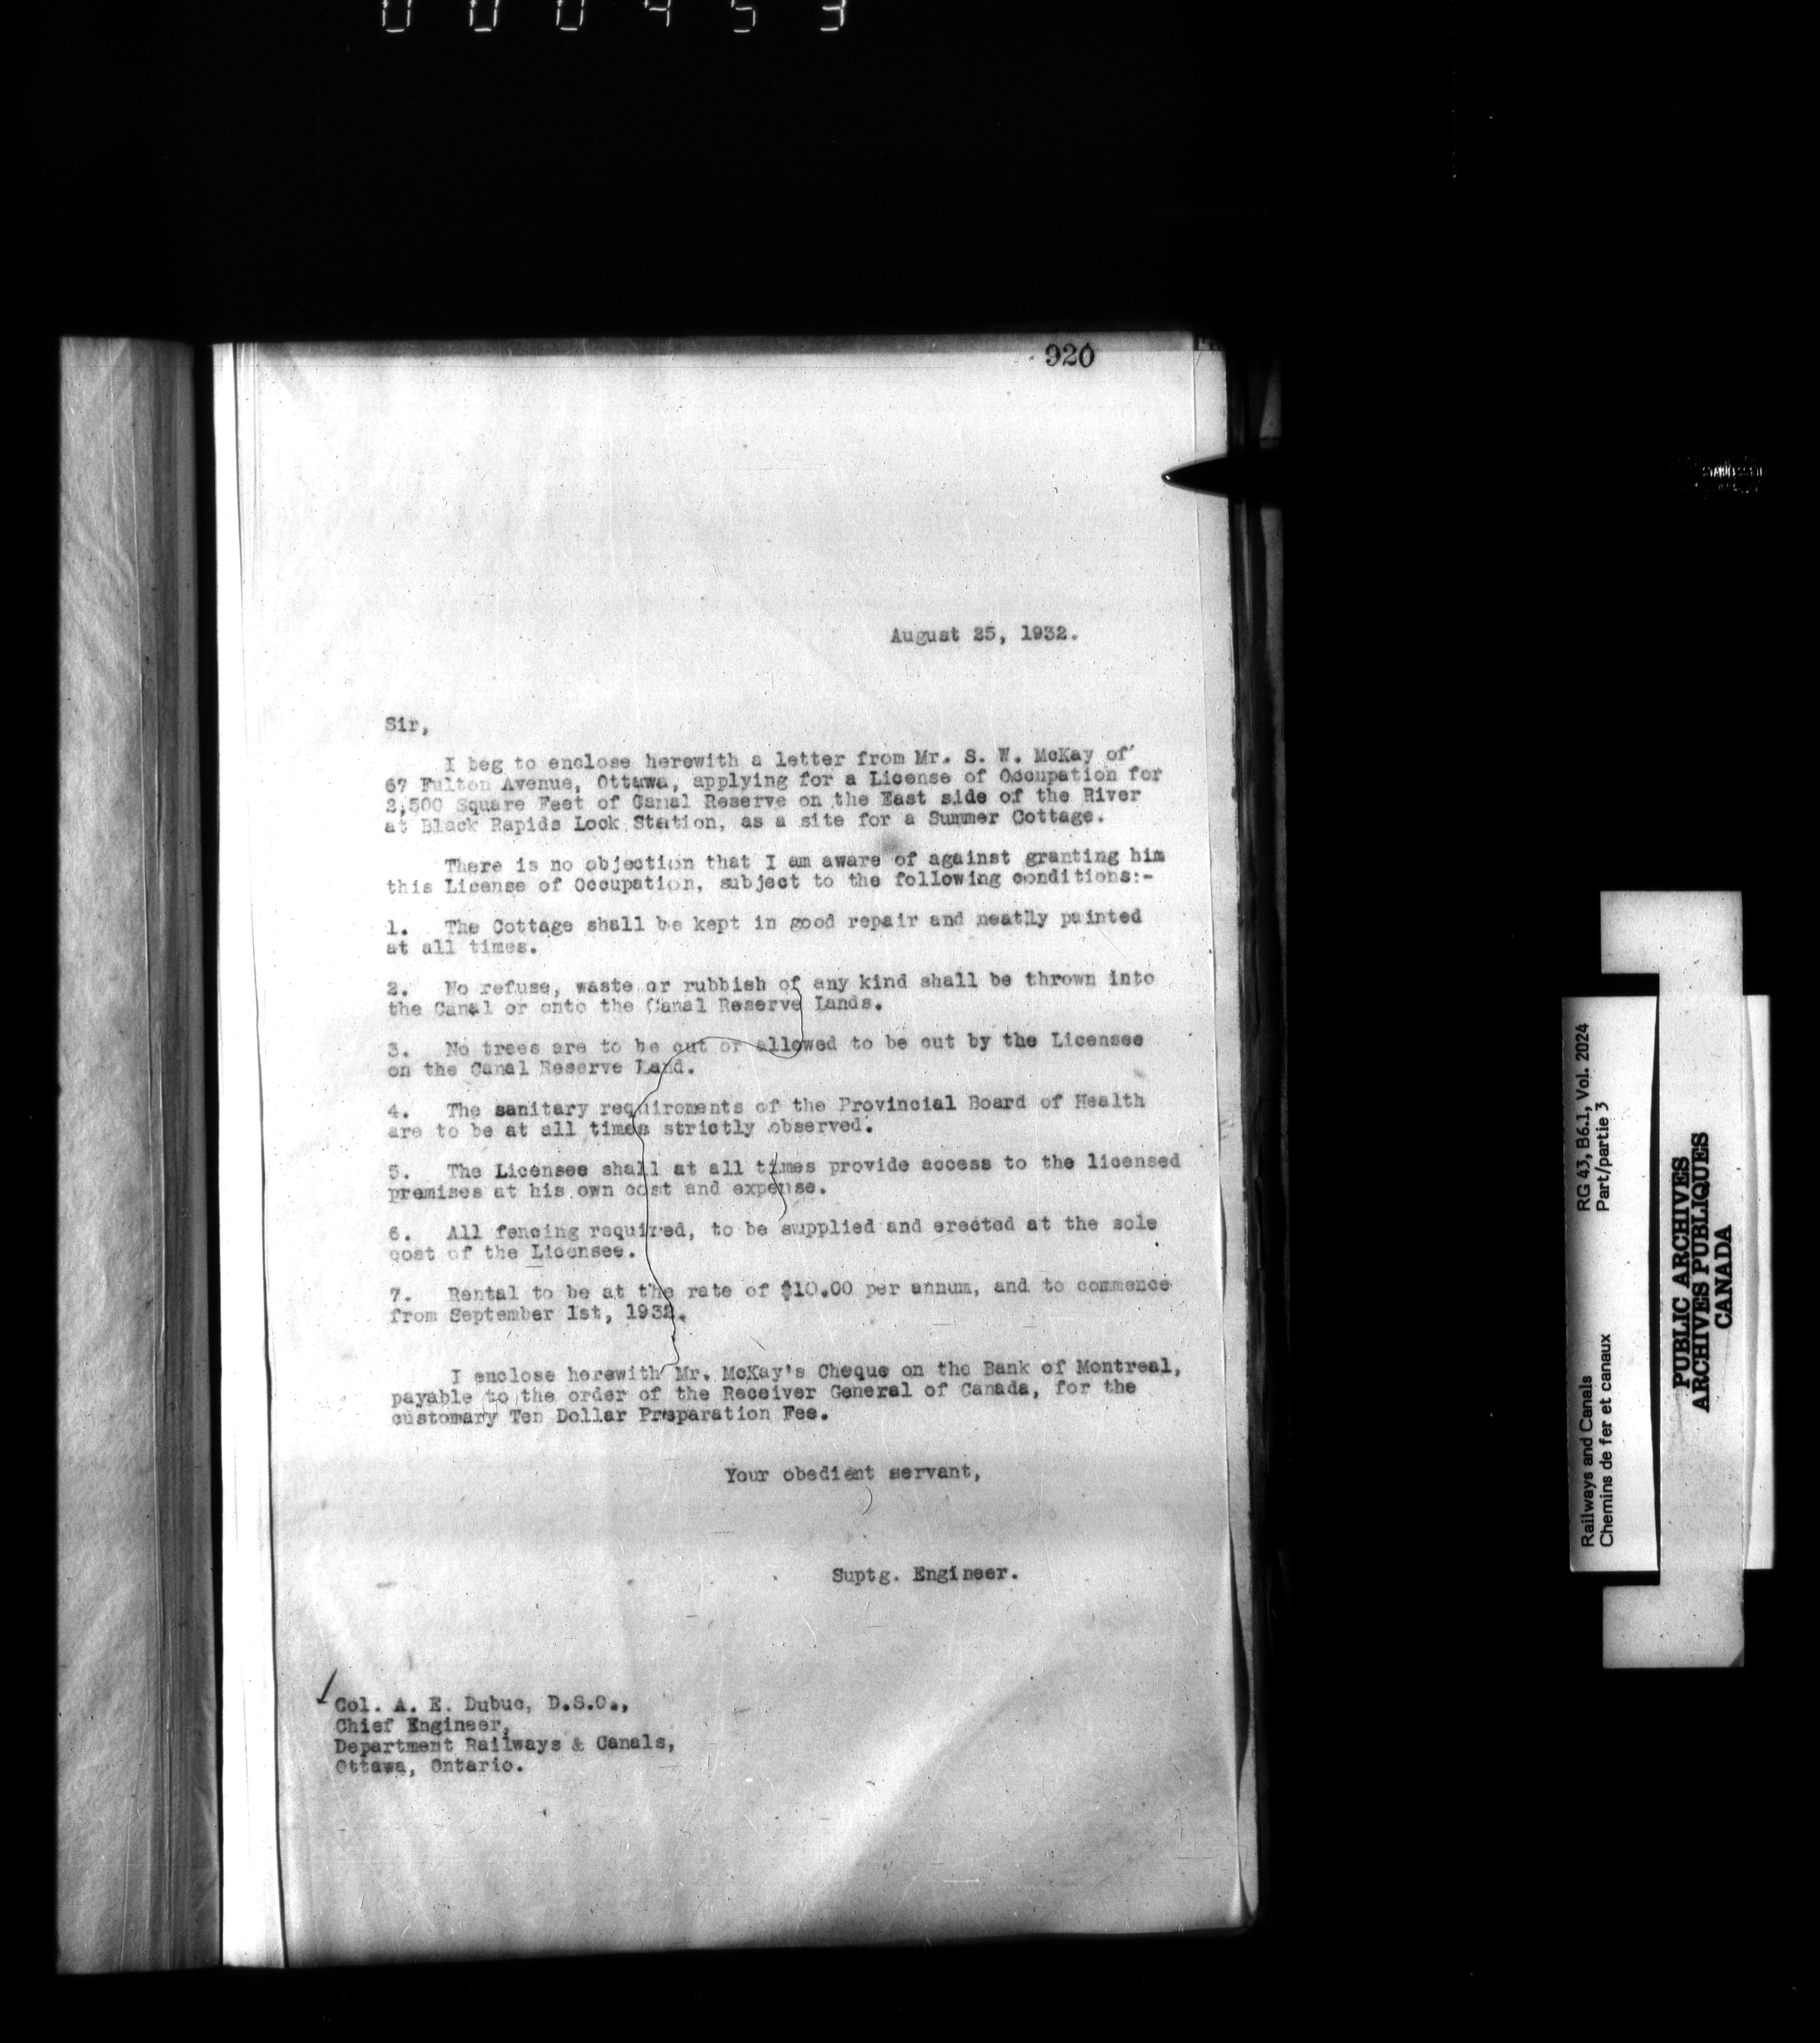 000453
920
August 25, 1932.
Sir,
I beg to enclose herewith a letter from Mr. S. W. McKay of
67 Fulton Avenue, Ottawa, applying for a License of Occupation for
2,500 Square Feet of Canal Reserve on the East side of the River
at Black Rapids Lock Station, as a site for a Summer Cottage.
There is no objection that I am aware of against granting him
this License of Occupation, subject to the following conditions:-
1. The Cottage shall be kept in good repair and neatly painted
at all times.
2. No refuse, waste or rubbish of any kind shall be thrown into
the Canal or onto the Canal Reserve Lands.
3. No trees are to be cut or allowed to be cut by the Licensee
on the Canal Reserve Land.
4. The sanitary requirements of the Provincial Board of Health
are to be at all times strictly observed.
5. The Licensee shall at all times provide access to the licensed
premises at his own cost and expense.
6. All fencing required, to be supplied and erected at the sole
cost of the Licensee.
7. Rental to be at the rate of $10.00 per annum, and to commence
from September 1st, 1932.
I enclose herewith Mr. McKay's Cheque on the Bank of Montreal,
payable to the order of the Receiver General of Canada, for the
customary Ten Dollar Preparation Fee.
Your obedient servant,
Suptg. Engineer.
Col. A. E. Dubuc, D.S.O.,
Chief Engineer,
Department Railways & Canals,
Ottawa, Ontario.
Railways and Canals RG 43, B6.1, Vol. 2024
Chemins de fer et canaux Part/partie 3
PUBLIC ARCHIVES
ARCHIVES PUBLIQUES
CANADA